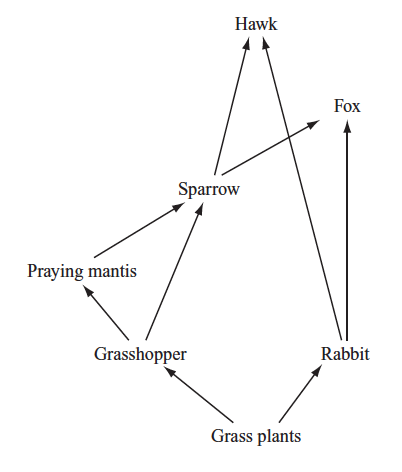 Hawk
Fox
Sparrow
Praying mantis
Grasshopper
Rabbit
Grass plants